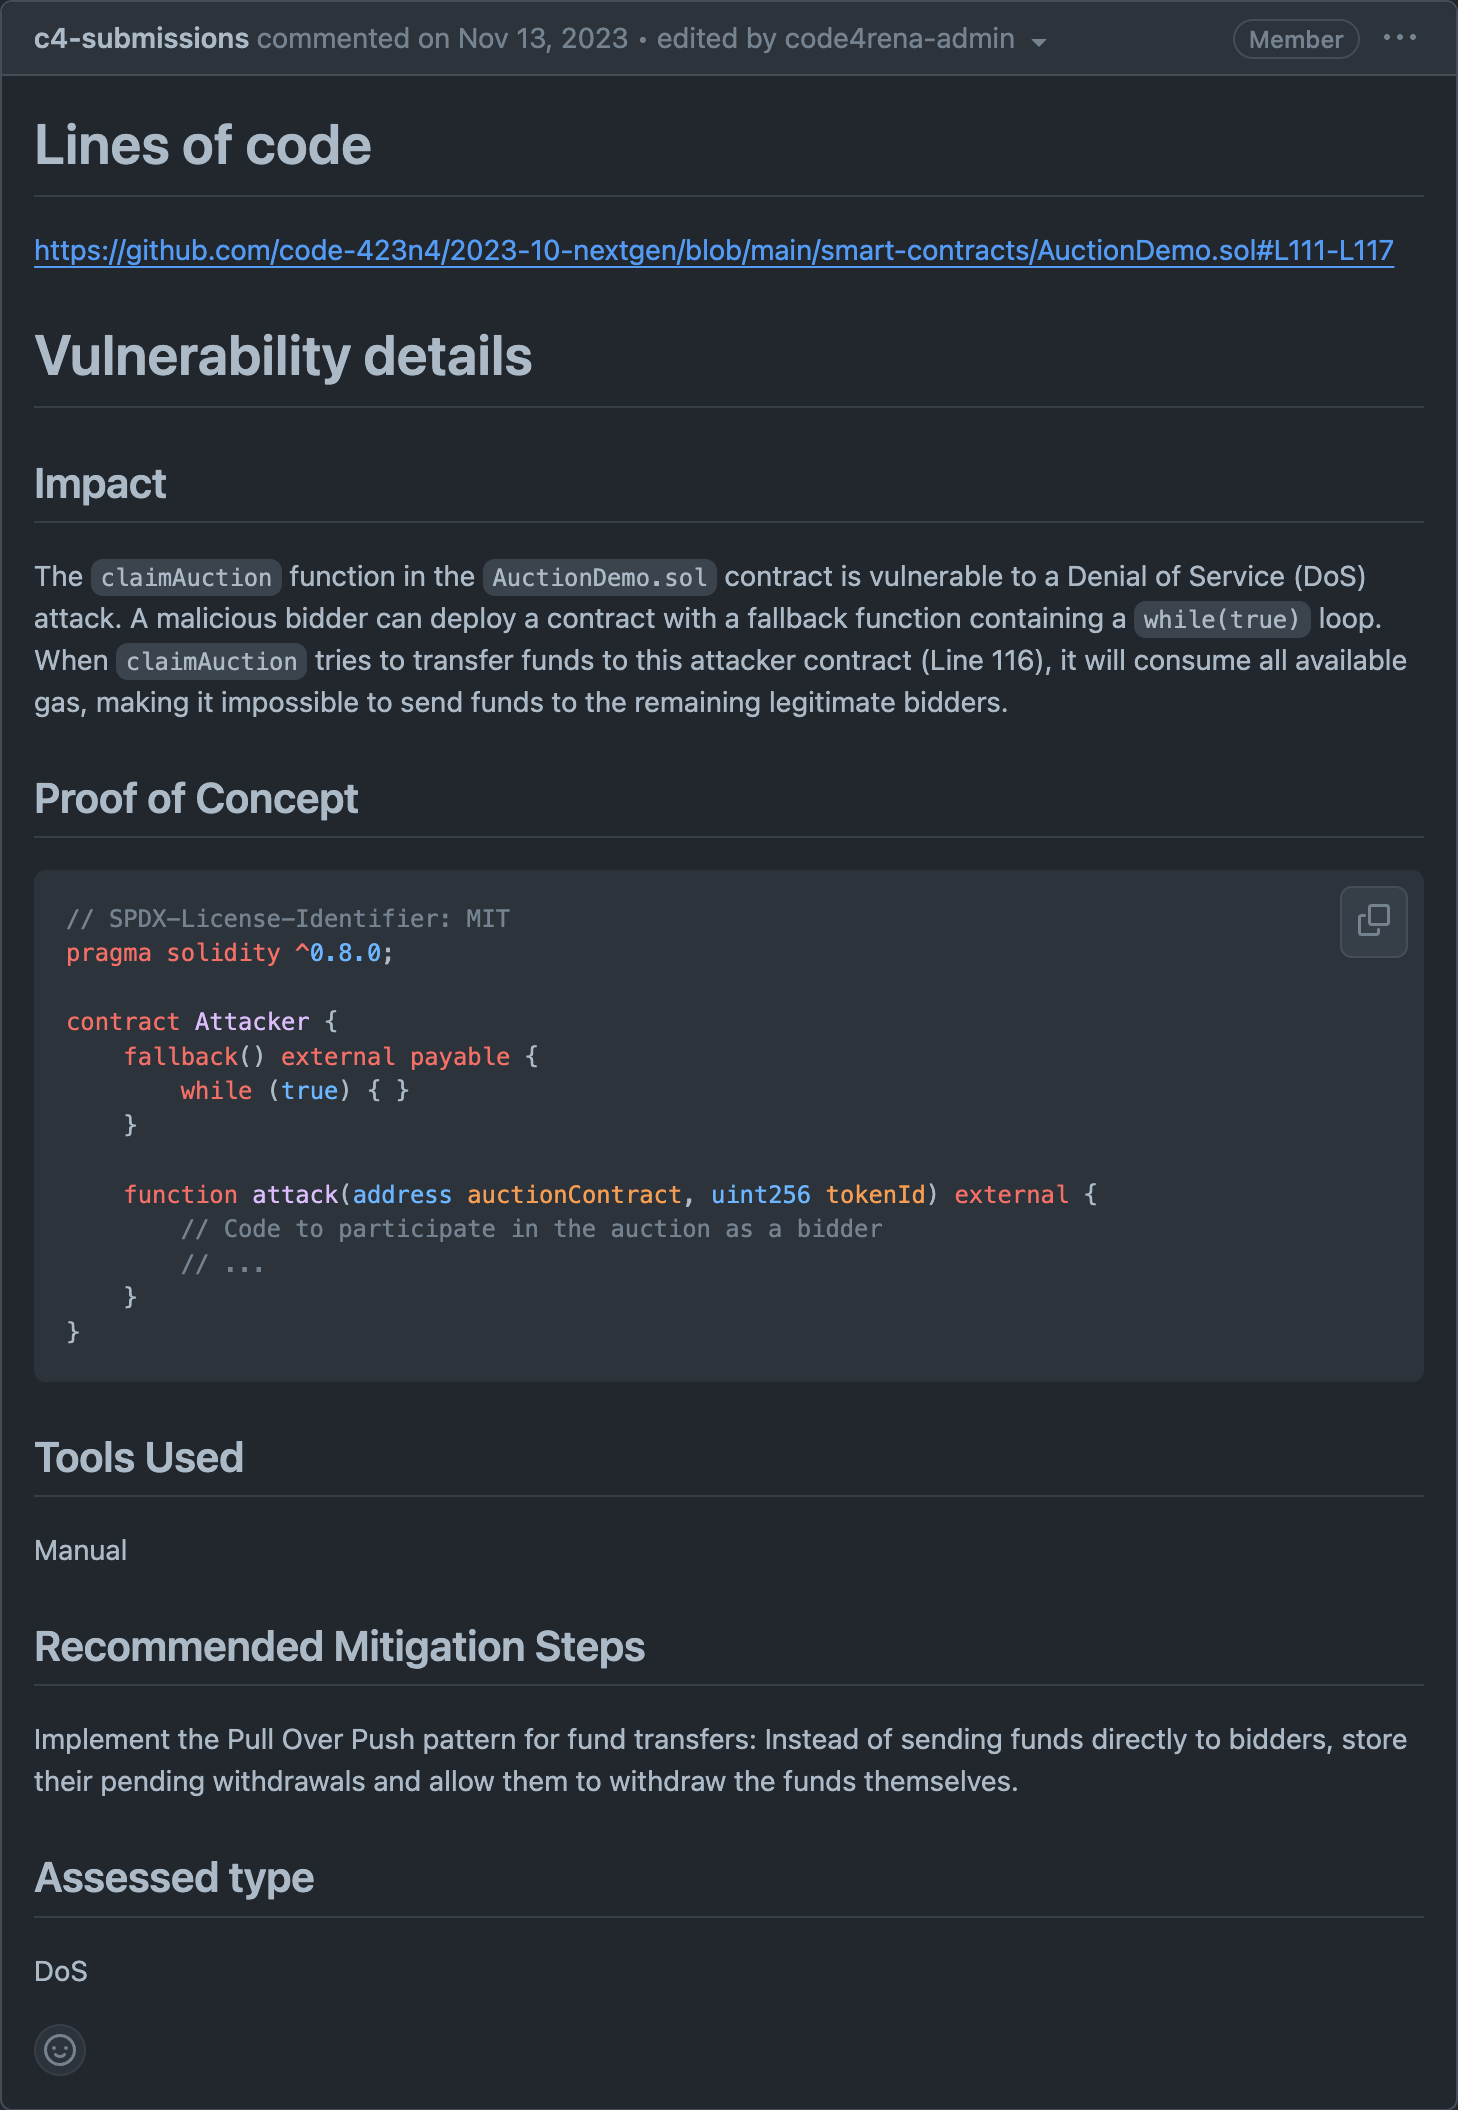 c4-submissions commented on Nov 13, 2023 • edited by code4rena-admin
Member
Lines of code
https://github.com/code-423n4/2023-10-nextgen/blob/main/smart-contracts/AuctionDemo.sol#L111-L117
Vulnerability details
Impact
The claimAuction function in the AuctionDemo.sol contract is vulnerable to a Denial of Service (DoS)
attack. A malicious bidder can deploy a contract with a fallback function containing a while(true) loop.
When claimAuction tries to transfer funds to this attacker contract (Line 116), it will consume all available
gas, making it impossible to send funds to the remaining legitimate bidders.
Proof of Concept
// SPDX-License-Identifier: MIT
pragma solidity ^0.8.0;
contract Attacker {
    fallback() external payable {
        while (true) { }
    }
    function attack(address auctionContract, uint256 tokenId) external {
        // Code to participate in the auction as a bidder
        // ...
    }
}
Tools Used
Manual
Recommended Mitigation Steps
Implement the Pull Over Push pattern for fund transfers: Instead of sending funds directly to bidders, store
their pending withdrawals and allow them to withdraw the funds themselves.
Assessed type
DoS